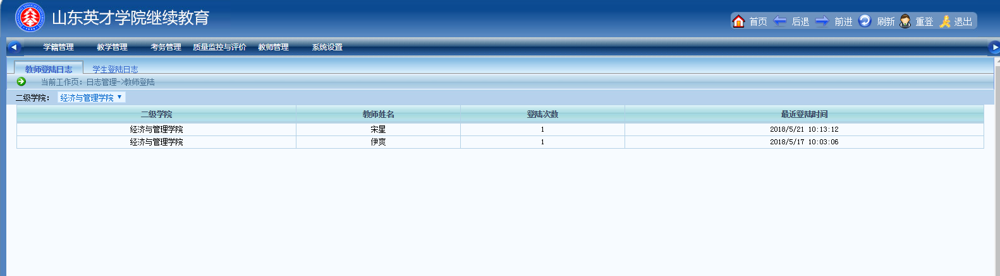 山东英才学院继续教育
首页 后退 前进 刷新 重登 退出
学籍管理 教学管理 考务管理 质量监控与评价 教师管理 系统设置
教师登陆日志 学生登陆日志
当前工作页：日志管理->教师登陆
二级学院： 经济与管理学院
二级学院 教师姓名 登陆次数 最近登陆时间
经济与管理学院 宋星 1 2018/5/21 10:13:12
经济与管理学院 伊爽 1 2018/5/17 10:03:06